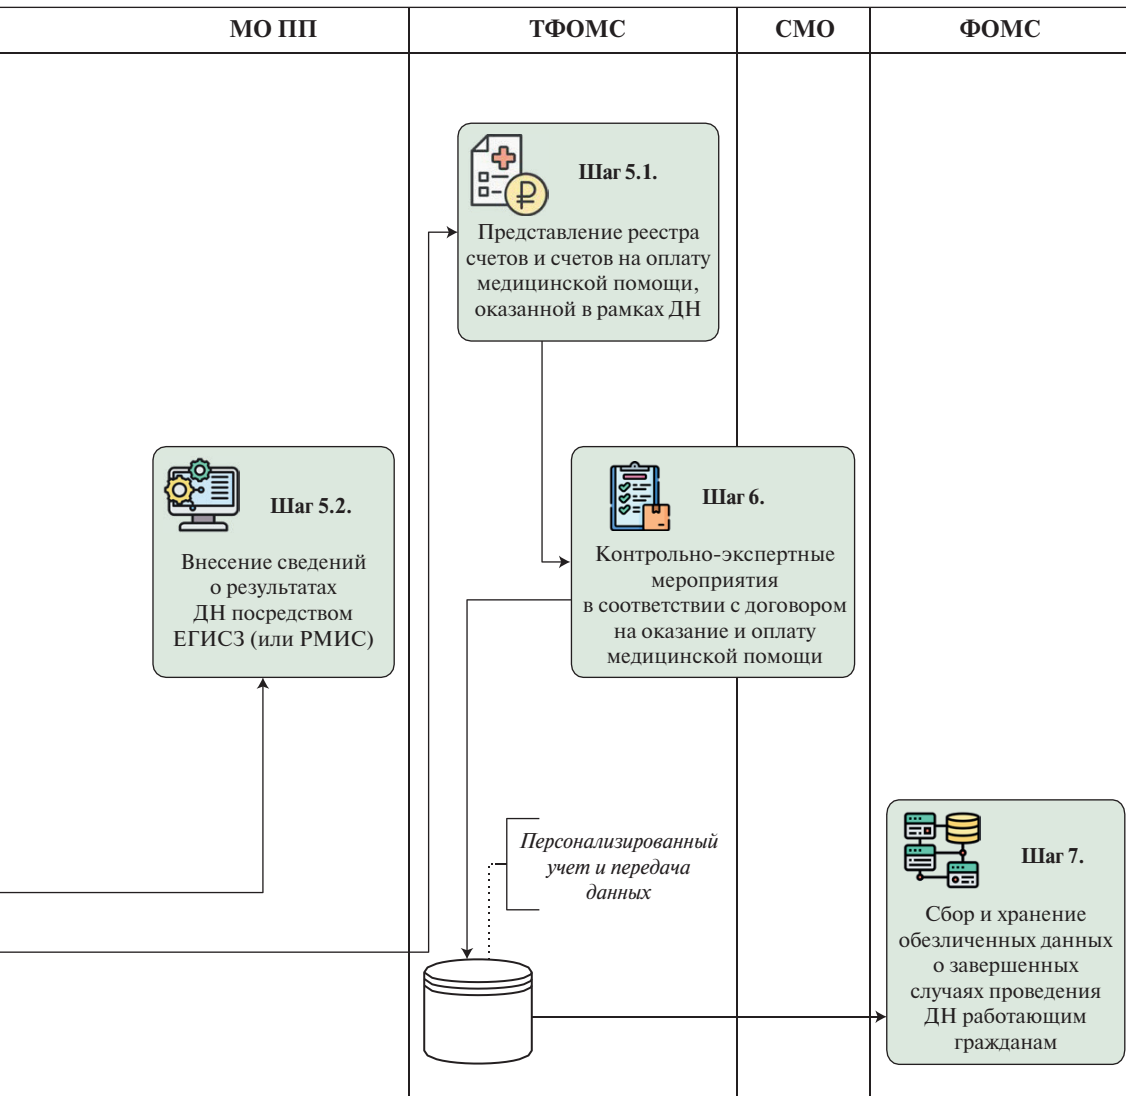 МО ПП
ТФОМС
СМО
ФОМС
Шаг 5.1.
Представление реестра
счетов и счетов на оплату
медицинской помощи,
оказанной в рамках ДН
Шаг 5.2.
Внесение сведений
о результатах
ДН посредством
ЕГИСЗ (или РМИС)
Шаг 6.
Контрольно-экспертные
мероприятия
в соответствии с договором
на оказание и оплату
медицинской помощи
Персонализированный
учет и передача
данных
Шаг 7.
Сбор и хранение
обезличенных данных
о завершенных
случаях проведения
ДН работающим
гражданам